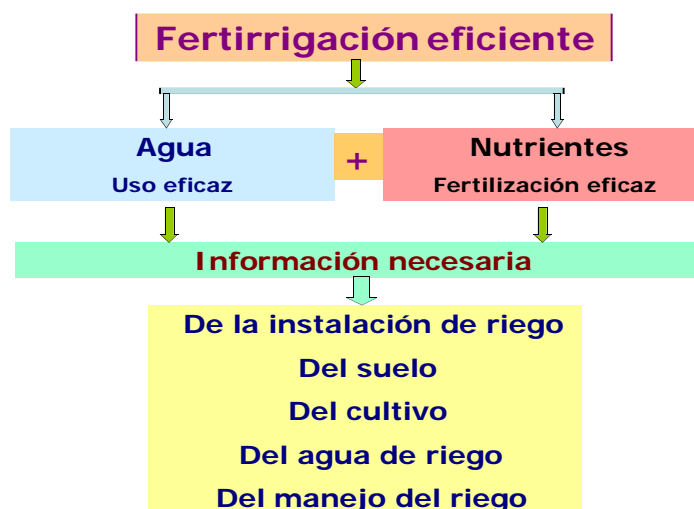 Fertirrigación eficiente
Agua
Uso eficaz
+
Nutrientes
Fertilización eficaz
Información necesaria
De la instalación de riego
Del suelo
Del cultivo
Del agua de riego
Del manejo del riego